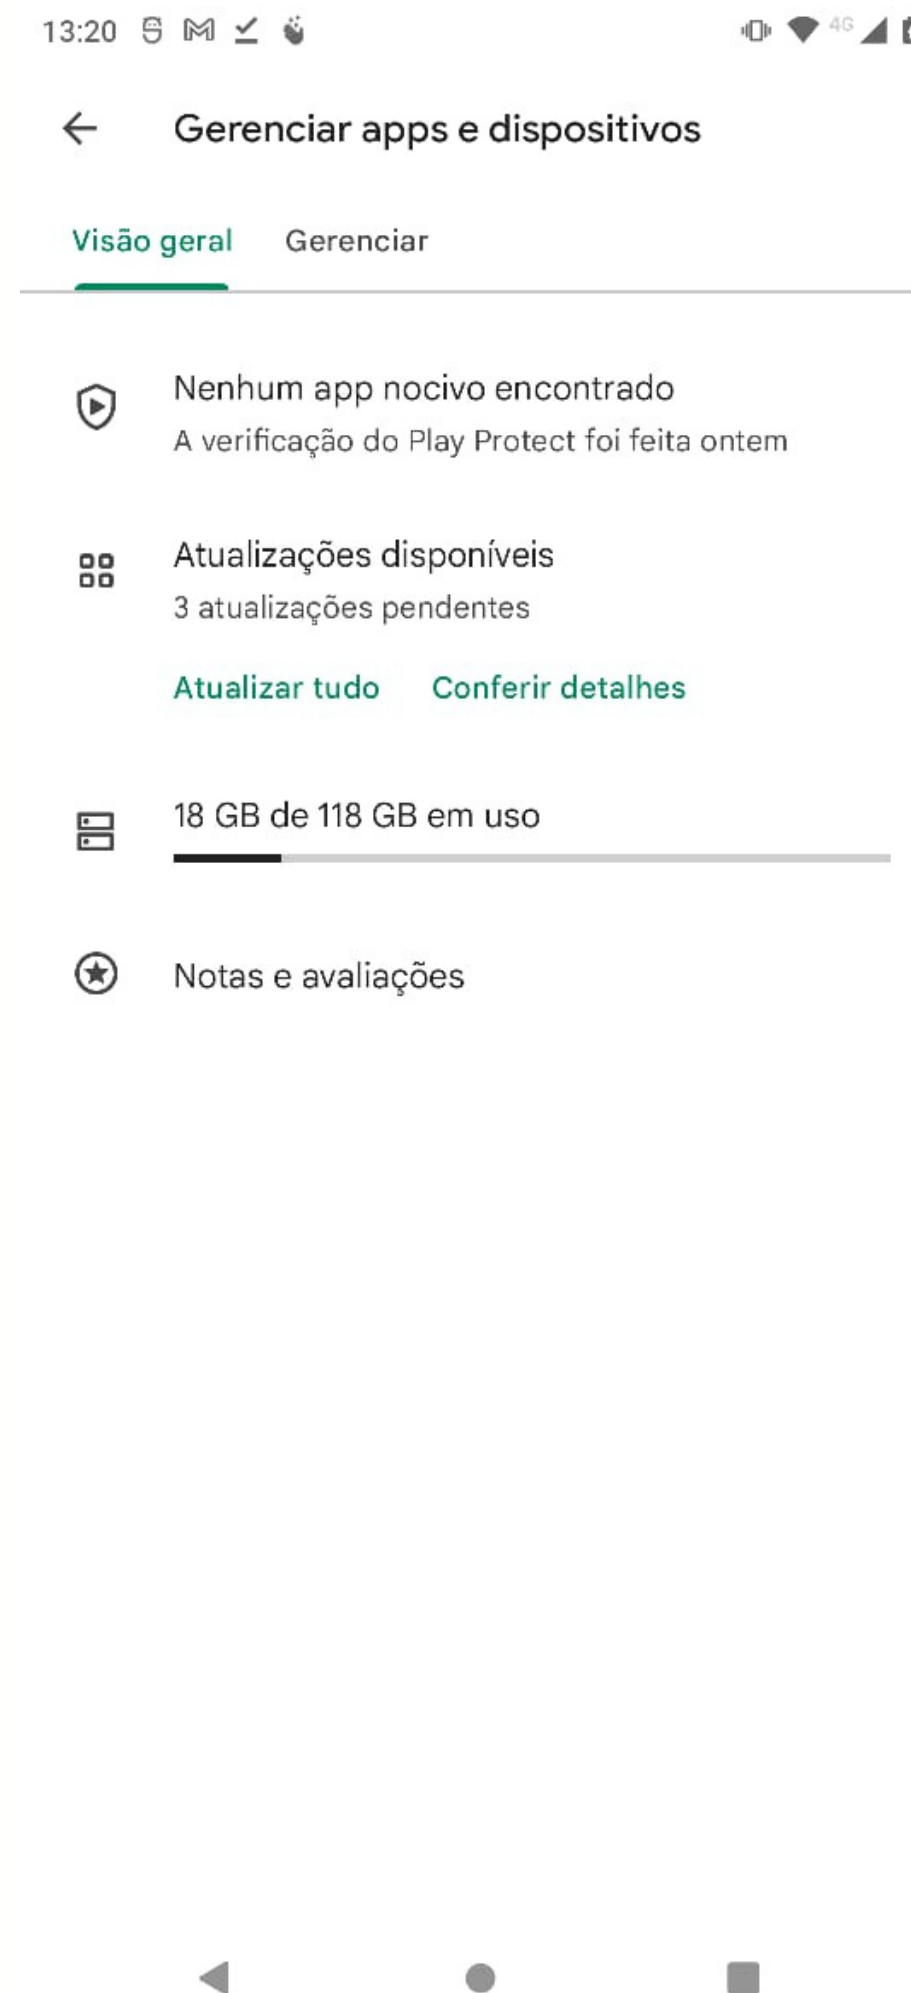 13:20
4G
Gerenciar apps e dispositivos
Visão geral Gerenciar
Nenhum app nocivo encontrado
A verificação do Play Protect foi feita ontem
Atualizações disponíveis
3 atualizações pendentes
Atualizar tudo Conferir detalhes
18 GB de 118 GB em uso
Notas e avaliações